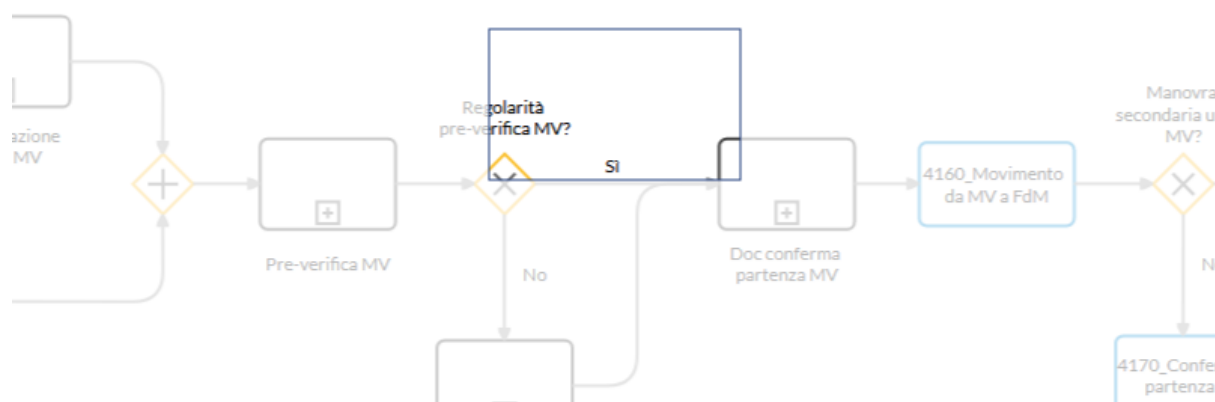 azione
MV
Pre-verifica MV
Regolarità
pre-verifica MV?
Sì
No
Doc conferma
partenza MV
4160_Movimento
da MV a FdM
Manovra
secondaria u
MV?
N
4170_Confe
partenza